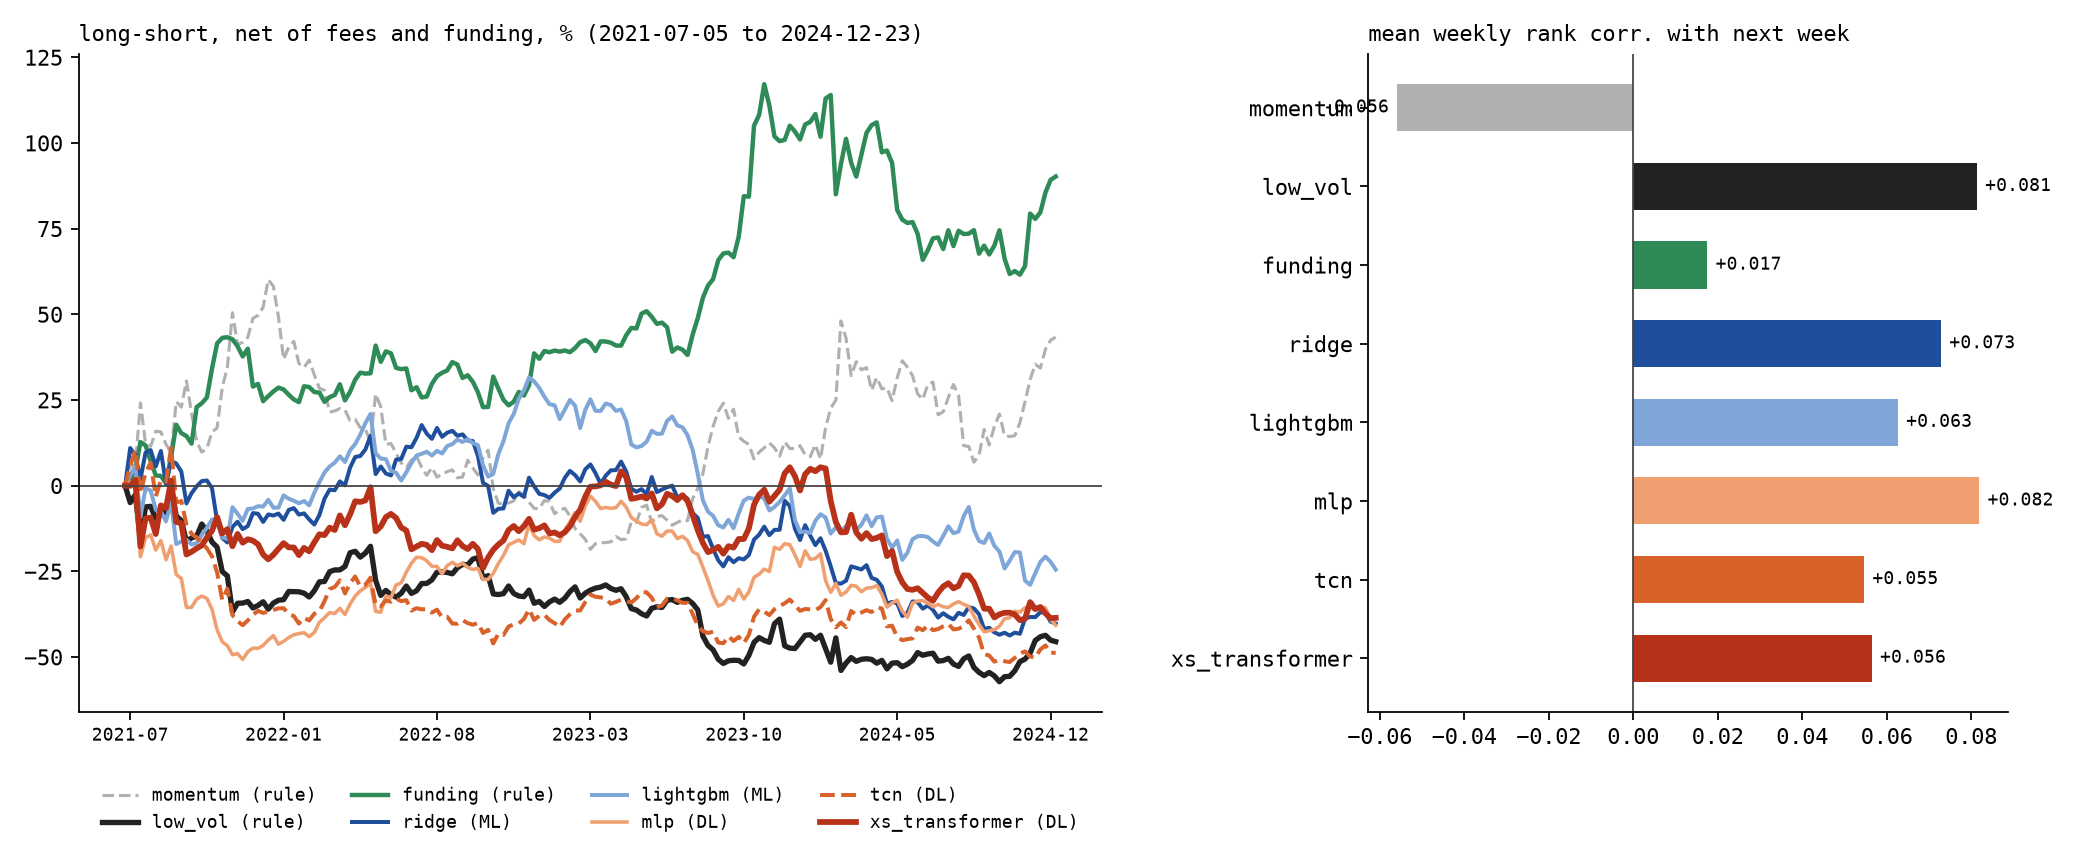 long-short, net of fees and funding, % (2021-07-05 to 2024-12-23)
125
100
75
50
25
0
−25
−50
2021-07
2022-01
2022-08
2023-03
2023-10
2024-05
2024-12
momentum (rule)
low_vol (rule)
funding (rule)
ridge (ML)
lightgbm (ML)
mlp (DL)
tcn (DL)
xs_transformer (DL)
mean weekly rank corr. with next week
momentum
-0.056
low_vol
+0.081
funding
+0.017
ridge
+0.073
lightgbm
+0.063
mlp
+0.082
tcn
+0.055
xs_transformer
+0.056
−0.06
−0.04
−0.02
0.00
0.02
0.04
0.06
0.08